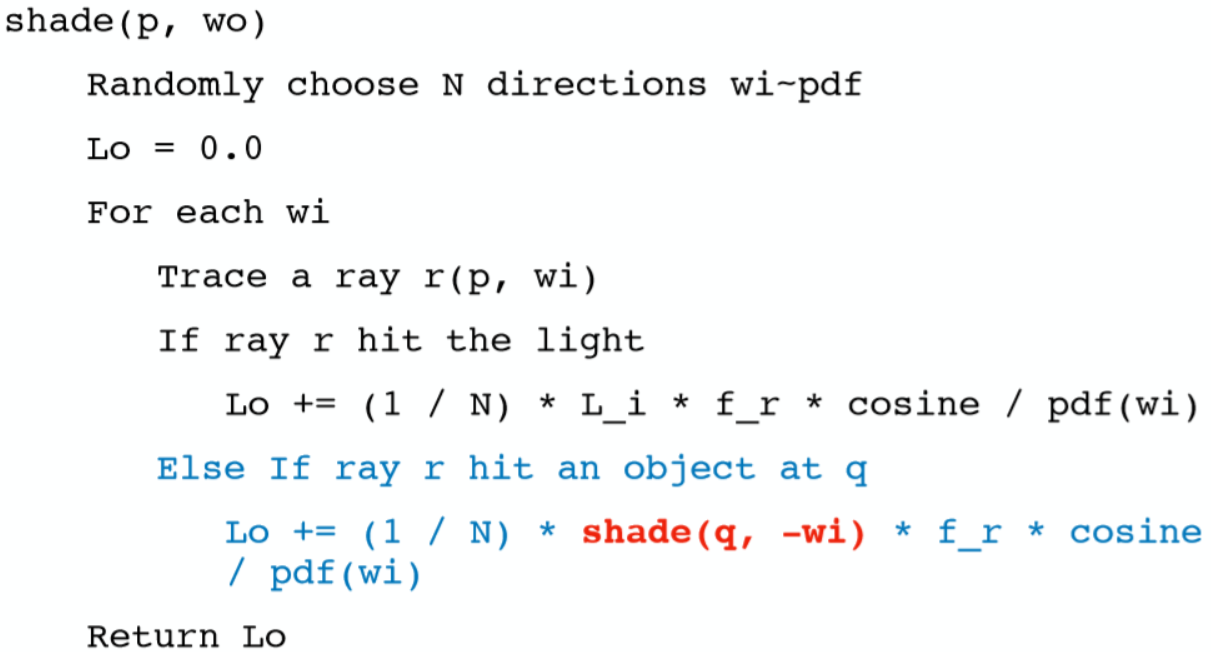 shade(p, wo)
Randomly choose N directions wi~pdf
Lo = 0.0
For each wi
Trace a ray r(p, wi)
If ray r hit the light
Lo += (1 / N) * L_i * f_r * cosine / pdf(wi)
Else If ray r hit an object at q
Lo += (1 / N) * shade(q, -wi) * f_r * cosine
/ pdf(wi)
Return Lo